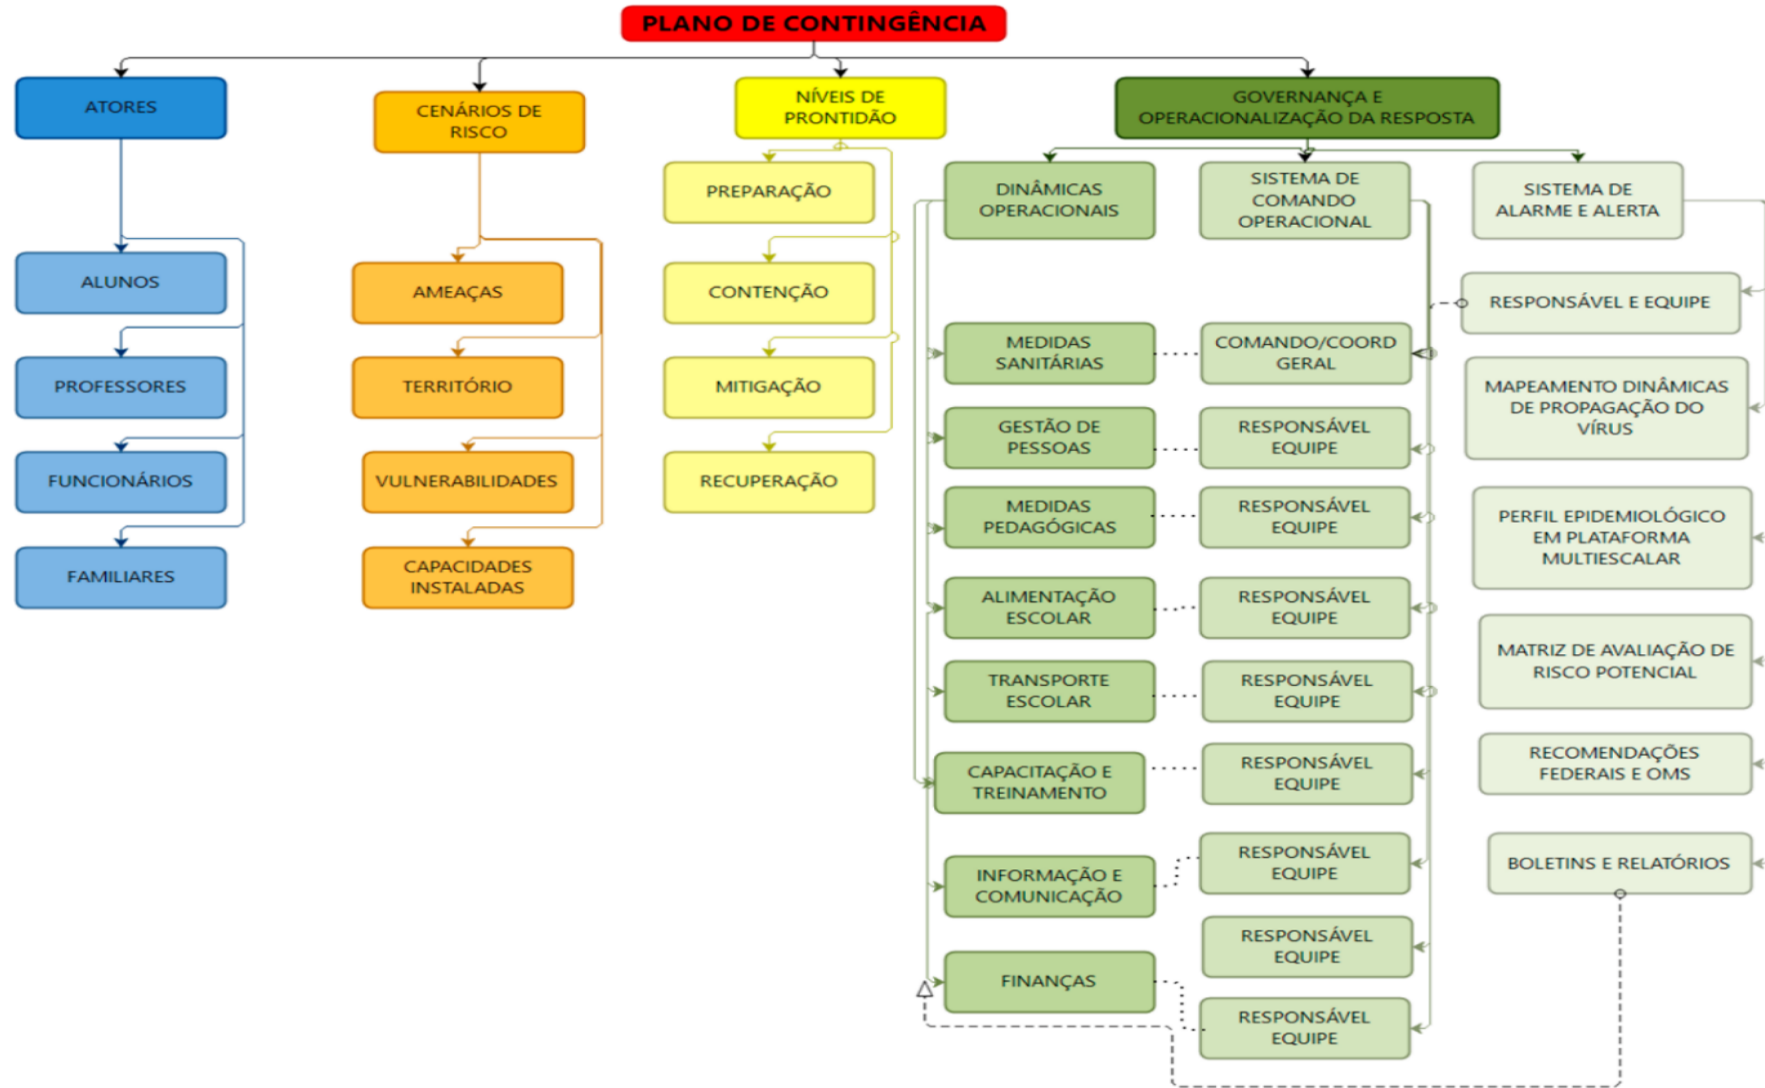 PLANO DE CONTINGÊNCIA
ATORES
ALUNOS
PROFESSORES
FUNCIONÁRIOS
FAMILIARES
CENÁRIOS DE
RISCO
AMEAÇAS
TERRITÓRIO
VULNERABILIDADES
CAPACIDADES
INSTALADAS
NÍVEIS DE
PRONTIDÃO
PREPARAÇÃO
CONTENÇÃO
MITIGAÇÃO
RECUPERAÇÃO
GOVERNANÇA E
OPERACIONALIZAÇÃO DA RESPOSTA
DINÂMICAS
OPERACIONAIS
MEDIDAS
SANITÁRIAS
GESTÃO DE
PESSOAS
MEDIDAS
PEDAGÓGICAS
ALIMENTAÇÃO
ESCOLAR
TRANSPORTE
ESCOLAR
CAPACITAÇÃO E
TREINAMENTO
INFORMAÇÃO E
COMUNICAÇÃO
FINANÇAS
SISTEMA DE
COMANDO
OPERACIONAL
COMANDO/COORD
GERAL
RESPONSÁVEL
EQUIPE
RESPONSÁVEL
EQUIPE
RESPONSÁVEL
EQUIPE
RESPONSÁVEL
EQUIPE
RESPONSÁVEL
EQUIPE
RESPONSÁVEL
EQUIPE
RESPONSÁVEL
EQUIPE
RESPONSÁVEL
EQUIPE
SISTEMA DE
ALARME E ALERTA
RESPONSÁVEL E EQUIPE
MAPEAMENTO DINÂMICAS
DE PROPAGAÇÃO DO
VÍRUS
PERFIL EPIDEMIOLÓGICO
EM PLATAFORMA
MULTIESCALAR
MATRIZ DE AVALIAÇÃO DE
RISCO POTENCIAL
RECOMENDAÇÕES
FEDERAIS E OMS
BOLETINS E RELATÓRIOS